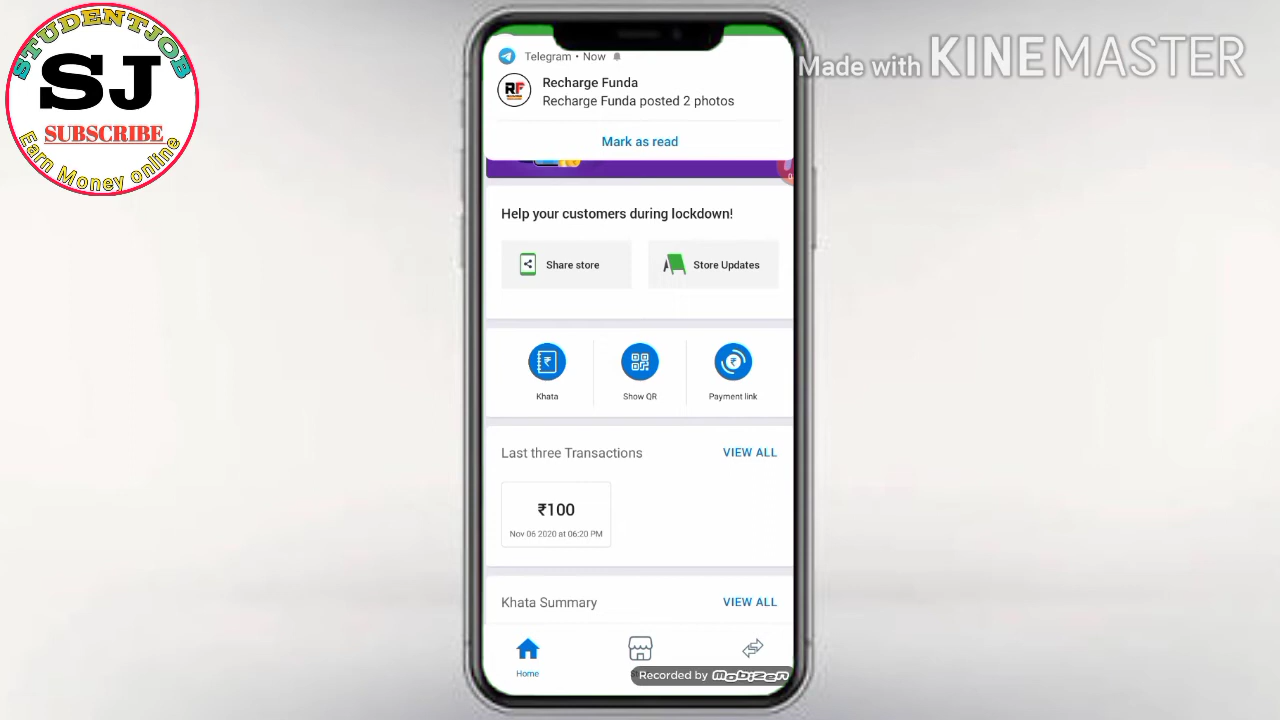 STUDENTJOB
SJ
SUBSCRIBE
Earn Money online
Made with KINEMASTER
Telegram • Now
RF
Recharge Funda
Recharge Funda posted 2 photos
Mark as read
Help your customers during lockdown!
Share store
Store Updates
Khata
Show QR
Payment link
Last three Transactions
VIEW ALL
₹100
Nov 06 2020 at 06:20 PM
Khata Summary
VIEW ALL
Home
Recorded by MOBIZEN